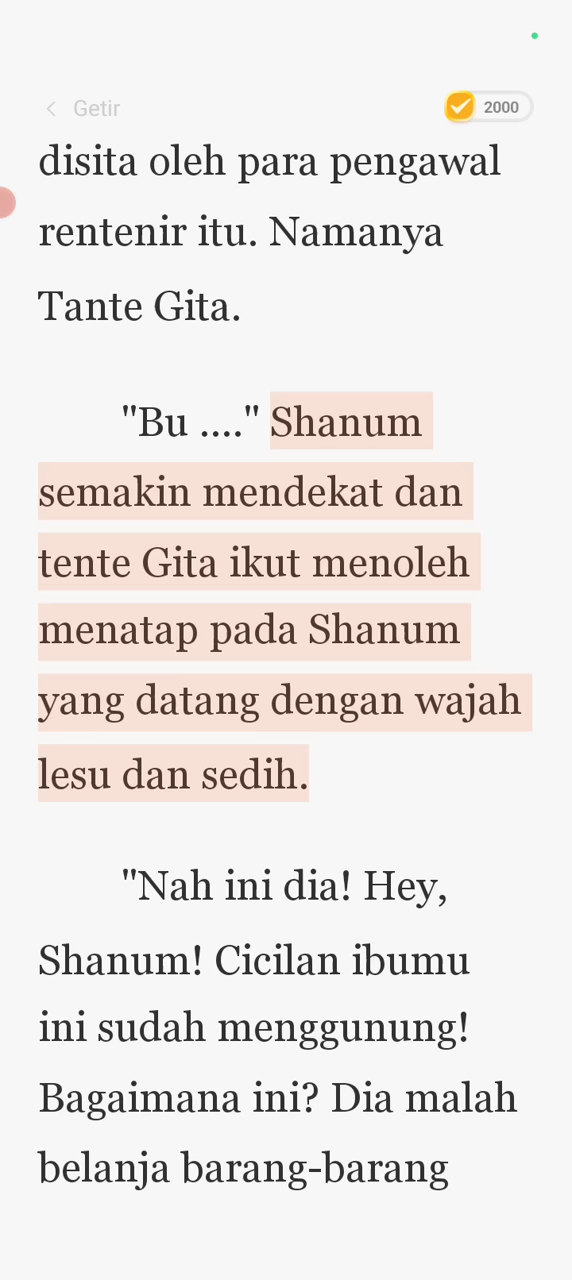 Getir
2000
disita oleh para pengawal
rentenir itu. Namanya
Tante Gita.
"Bu ...." Shanum
semakin mendekat dan
tente Gita ikut menoleh
menatap pada Shanum
yang datang dengan wajah
lesu dan sedih.
"Nah ini dia! Hey,
Shanum! Cicilan ibumu
ini sudah menggunung!
Bagaimana ini? Dia malah
belanja barang-barang